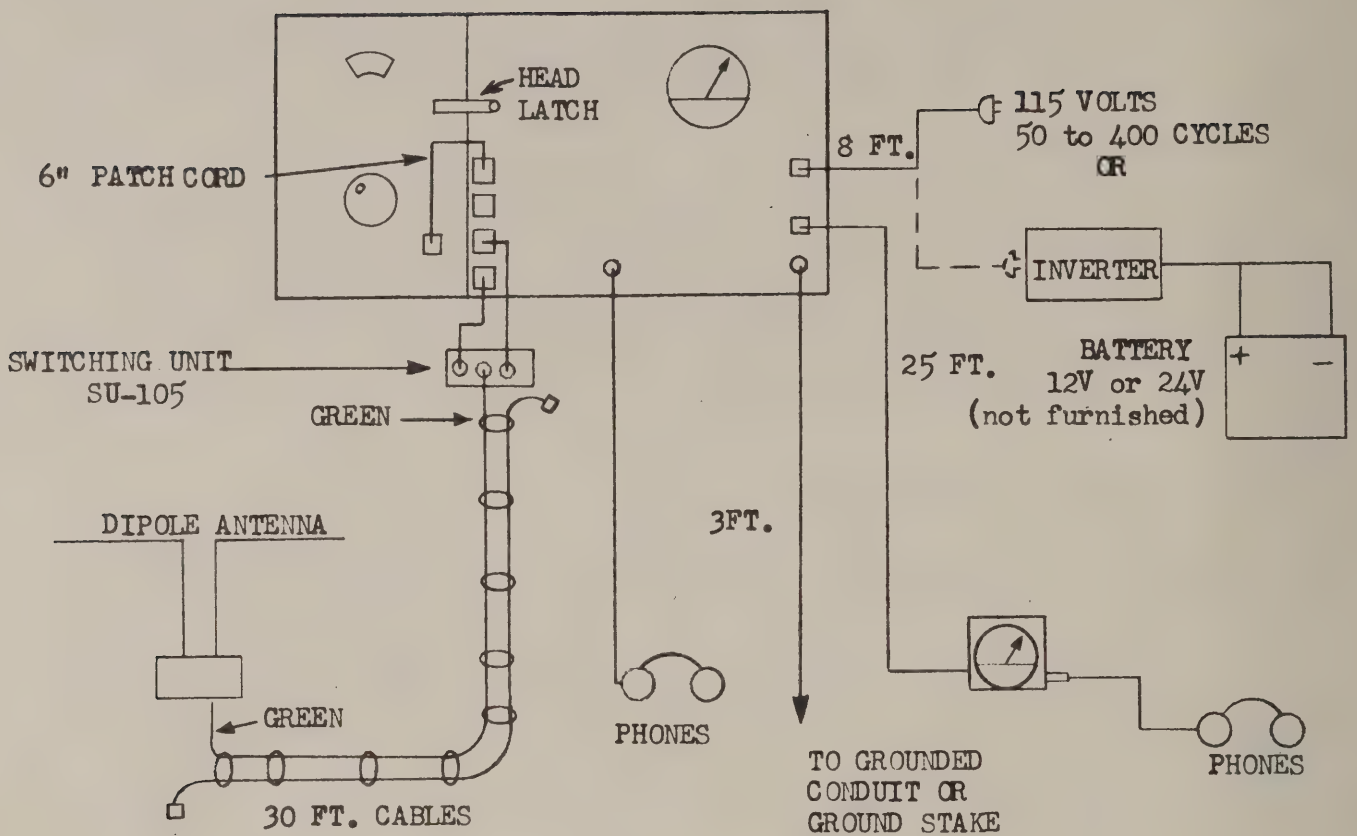 HEAD
LATCH
6" PATCH CORD
8 FT.
115 VOLTS
50 to 400 CYCLES
OR
INVERTER
BATTERY
12V or 24V
(not furnished)
+ -
25 FT.
SWITCHING UNIT
SU-105
GREEN
DIPOLE ANTENNA
3FT.
GREEN
30 FT. CABLES
PHONES
TO GROUNDED
CONDUIT OR
GROUND STAKE
PHONES